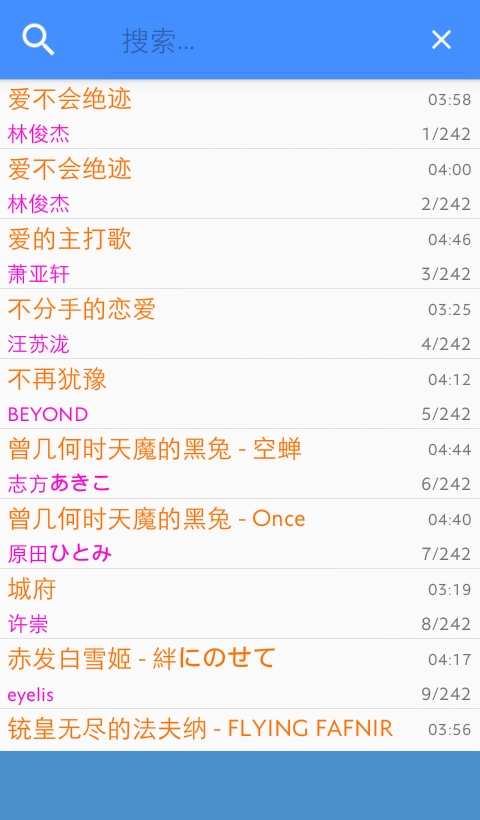 搜索...
爱不会绝迹 03:58
林俊杰 1/242
爱不会绝迹 04:00
林俊杰 2/242
爱的主打歌 04:46
萧亚轩 3/242
不分手的恋爱 03:25
汪苏泷 4/242
不再犹豫 04:12
BEYOND 5/242
曾几何时天魔的黑兔 - 空蝉 04:44
志方あきこ 6/242
曾几何时天魔的黑兔 - Once 04:40
原田ひとみ 7/242
城府 03:19
许崇 8/242
赤发白雪姬 - 絆にのせて 04:17
eyelis 9/242
铳皇无尽的法夫纳 - FLYING FAFNIR 03:56